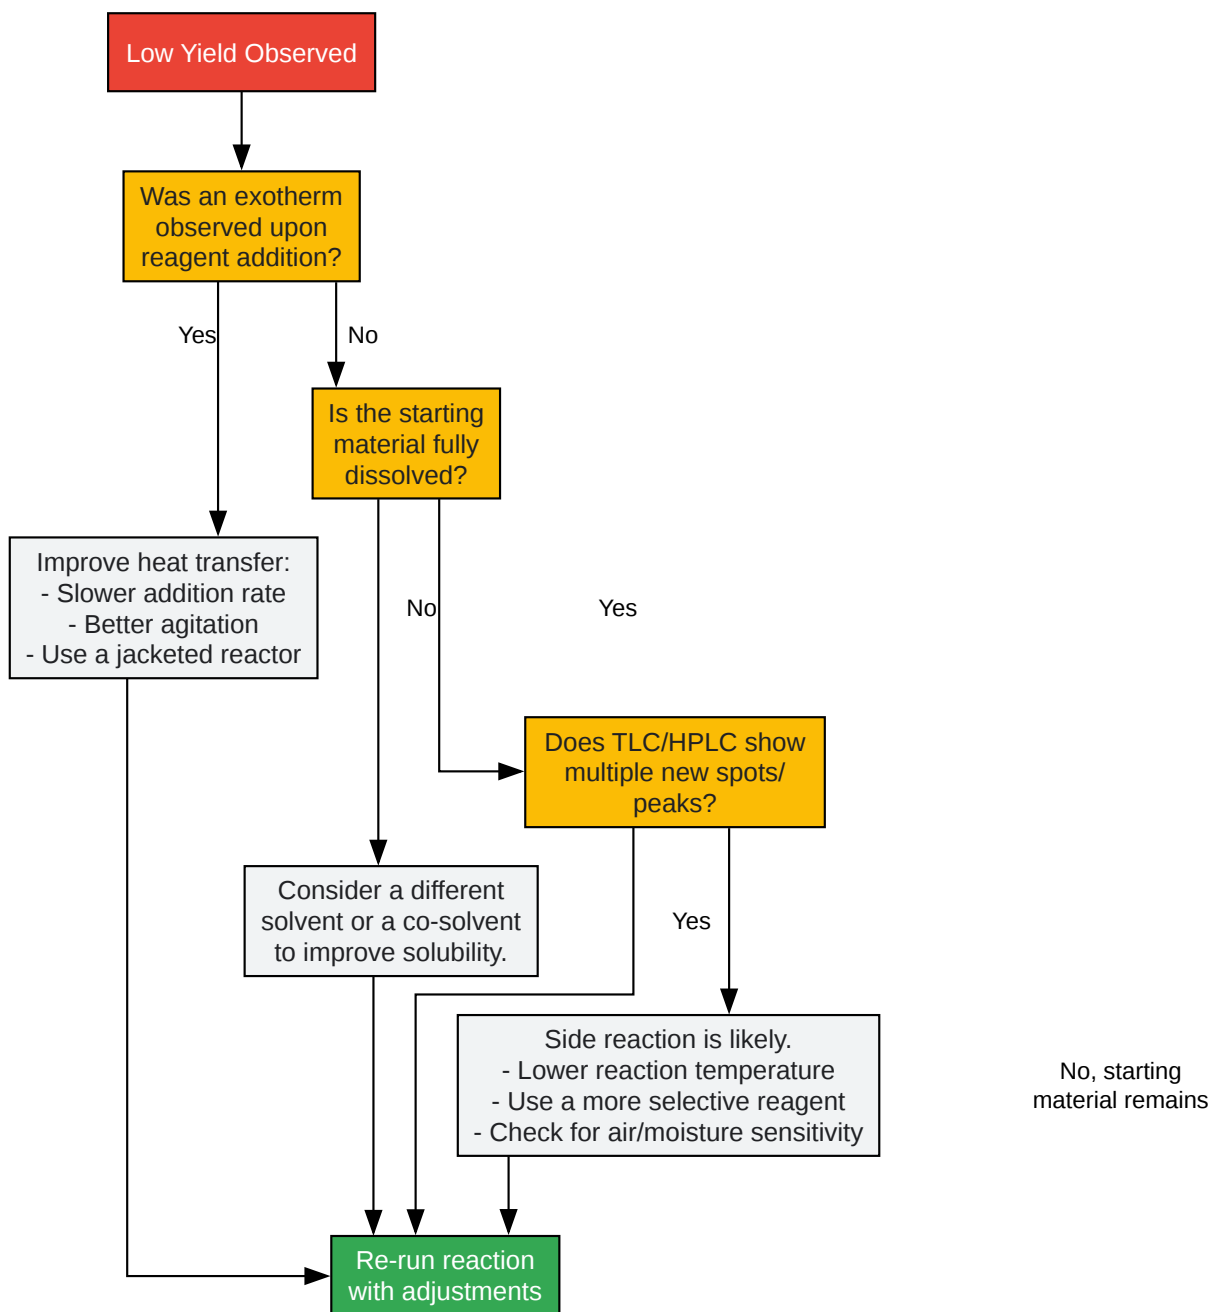 Low Yield Observed
Was an exotherm
observed upon
reagent addition?
Yes
No
Is the starting
material fully
dissolved?
Improve heat transfer:
- Slower addition rate
- Better agitation
- Use a jacketed reactor
No
Yes
Does TLC/HPLC show
multiple new spots/
peaks?
Consider a different
solvent or a co-solvent
to improve solubility.
Yes
Side reaction is likely.
- Lower reaction temperature
- Use a more selective reagent
- Check for air/moisture sensitivity
No, starting
material remains
Re-run reaction
with adjustments